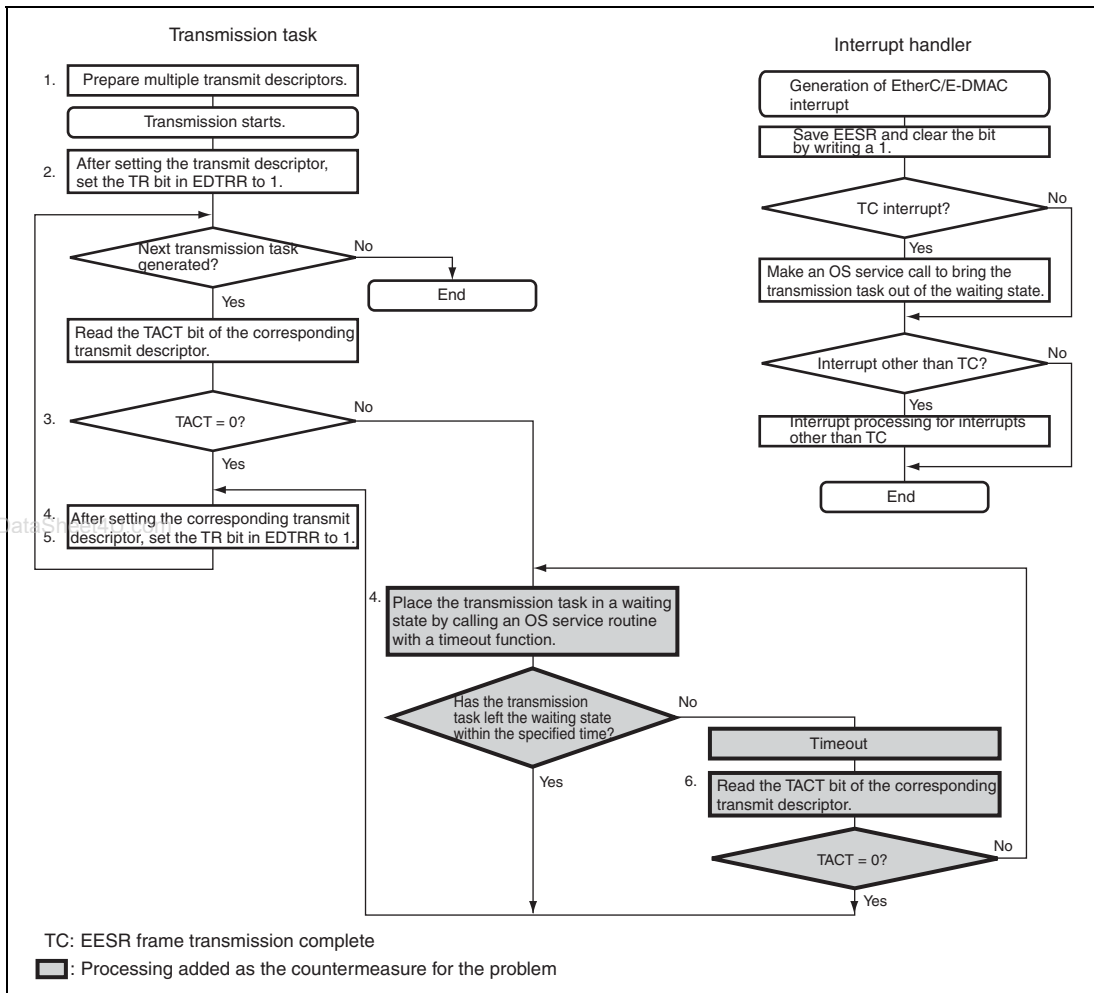 Transmission task
1.
Prepare multiple transmit descriptors.
Transmission starts.
2.
After setting the transmit descriptor,
set the TR bit in EDTRR to 1.
Next transmission task
generated?
No
End
Yes
Read the TACT bit of the corresponding
transmit descriptor.
3.
TACT = 0?
No
Yes
4.
5.
After setting the corresponding transmit
descriptor, set the TR bit in EDTRR to 1.
4.
Place the transmission task in a waiting
state by calling an OS service routine
with a timeout function.
Has the transmission
task left the waiting state
within the specified time?
No
Yes
Timeout
6.
Read the TACT bit of the corresponding
transmit descriptor.
TACT = 0?
No
Yes
Interrupt handler
Generation of EtherC/E-DMAC
interrupt
Save EESR and clear the bit
by writing a 1.
TC interrupt?
No
Yes
Make an OS service call to bring the
transmission task out of the waiting state.
Interrupt other than TC?
No
Yes
Interrupt processing for interrupts
other than TC
End
TC: EESR frame transmission complete
: Processing added as the countermeasure for the problem